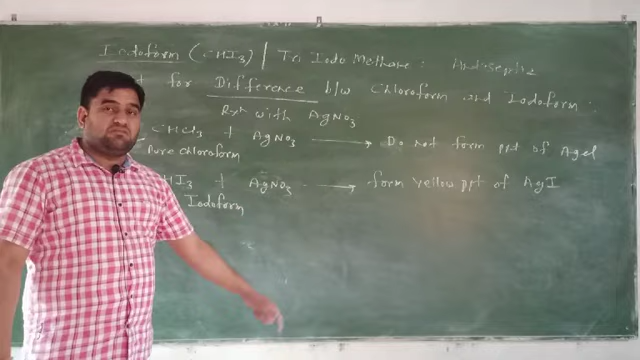 Iodoform (CHI3) | Tri Iodo Methane: Antiseptic
for Difference b/w Chloroform and Iodoform:
Rxn with AgNO3
CHCl3 + AgNO3 → Do not form ppt of AgCl
Pure Chloroform
HI3 + AgNO3 → form yellow ppt of AgI
Iodoform